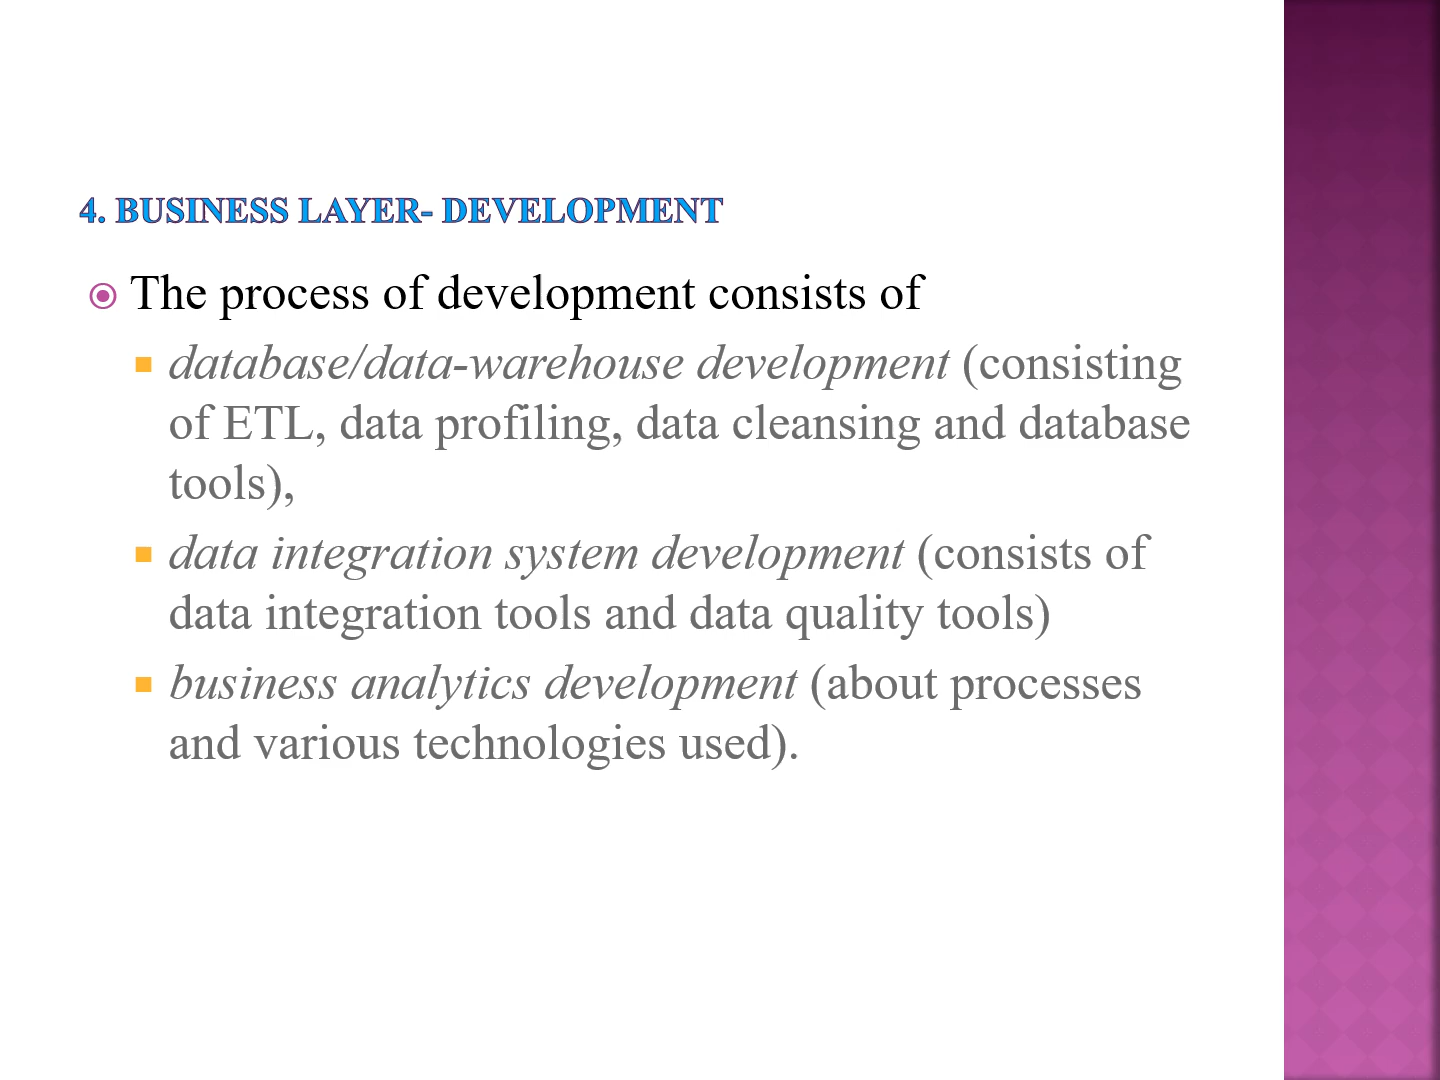 4. BUSINESS LAYER- DEVELOPMENT
The process of development consists of
database/data-warehouse development (consisting
of ETL, data profiling, data cleansing and database
tools),
data integration system development (consists of
data integration tools and data quality tools)
business analytics development (about processes
and various technologies used).